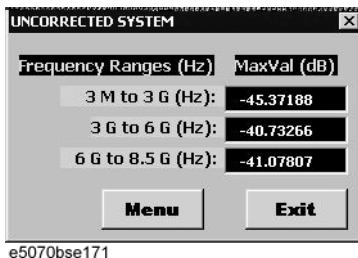 UNCORRECTED SYSTEM
Frequency Ranges (Hz) MaxVal (dB)
3 M to 3 G (Hz): -45.37188
3 G to 6 G (Hz): -40.73266
6 G to 8.5 G (Hz): -41.07807
Menu Exit
e5070bse171